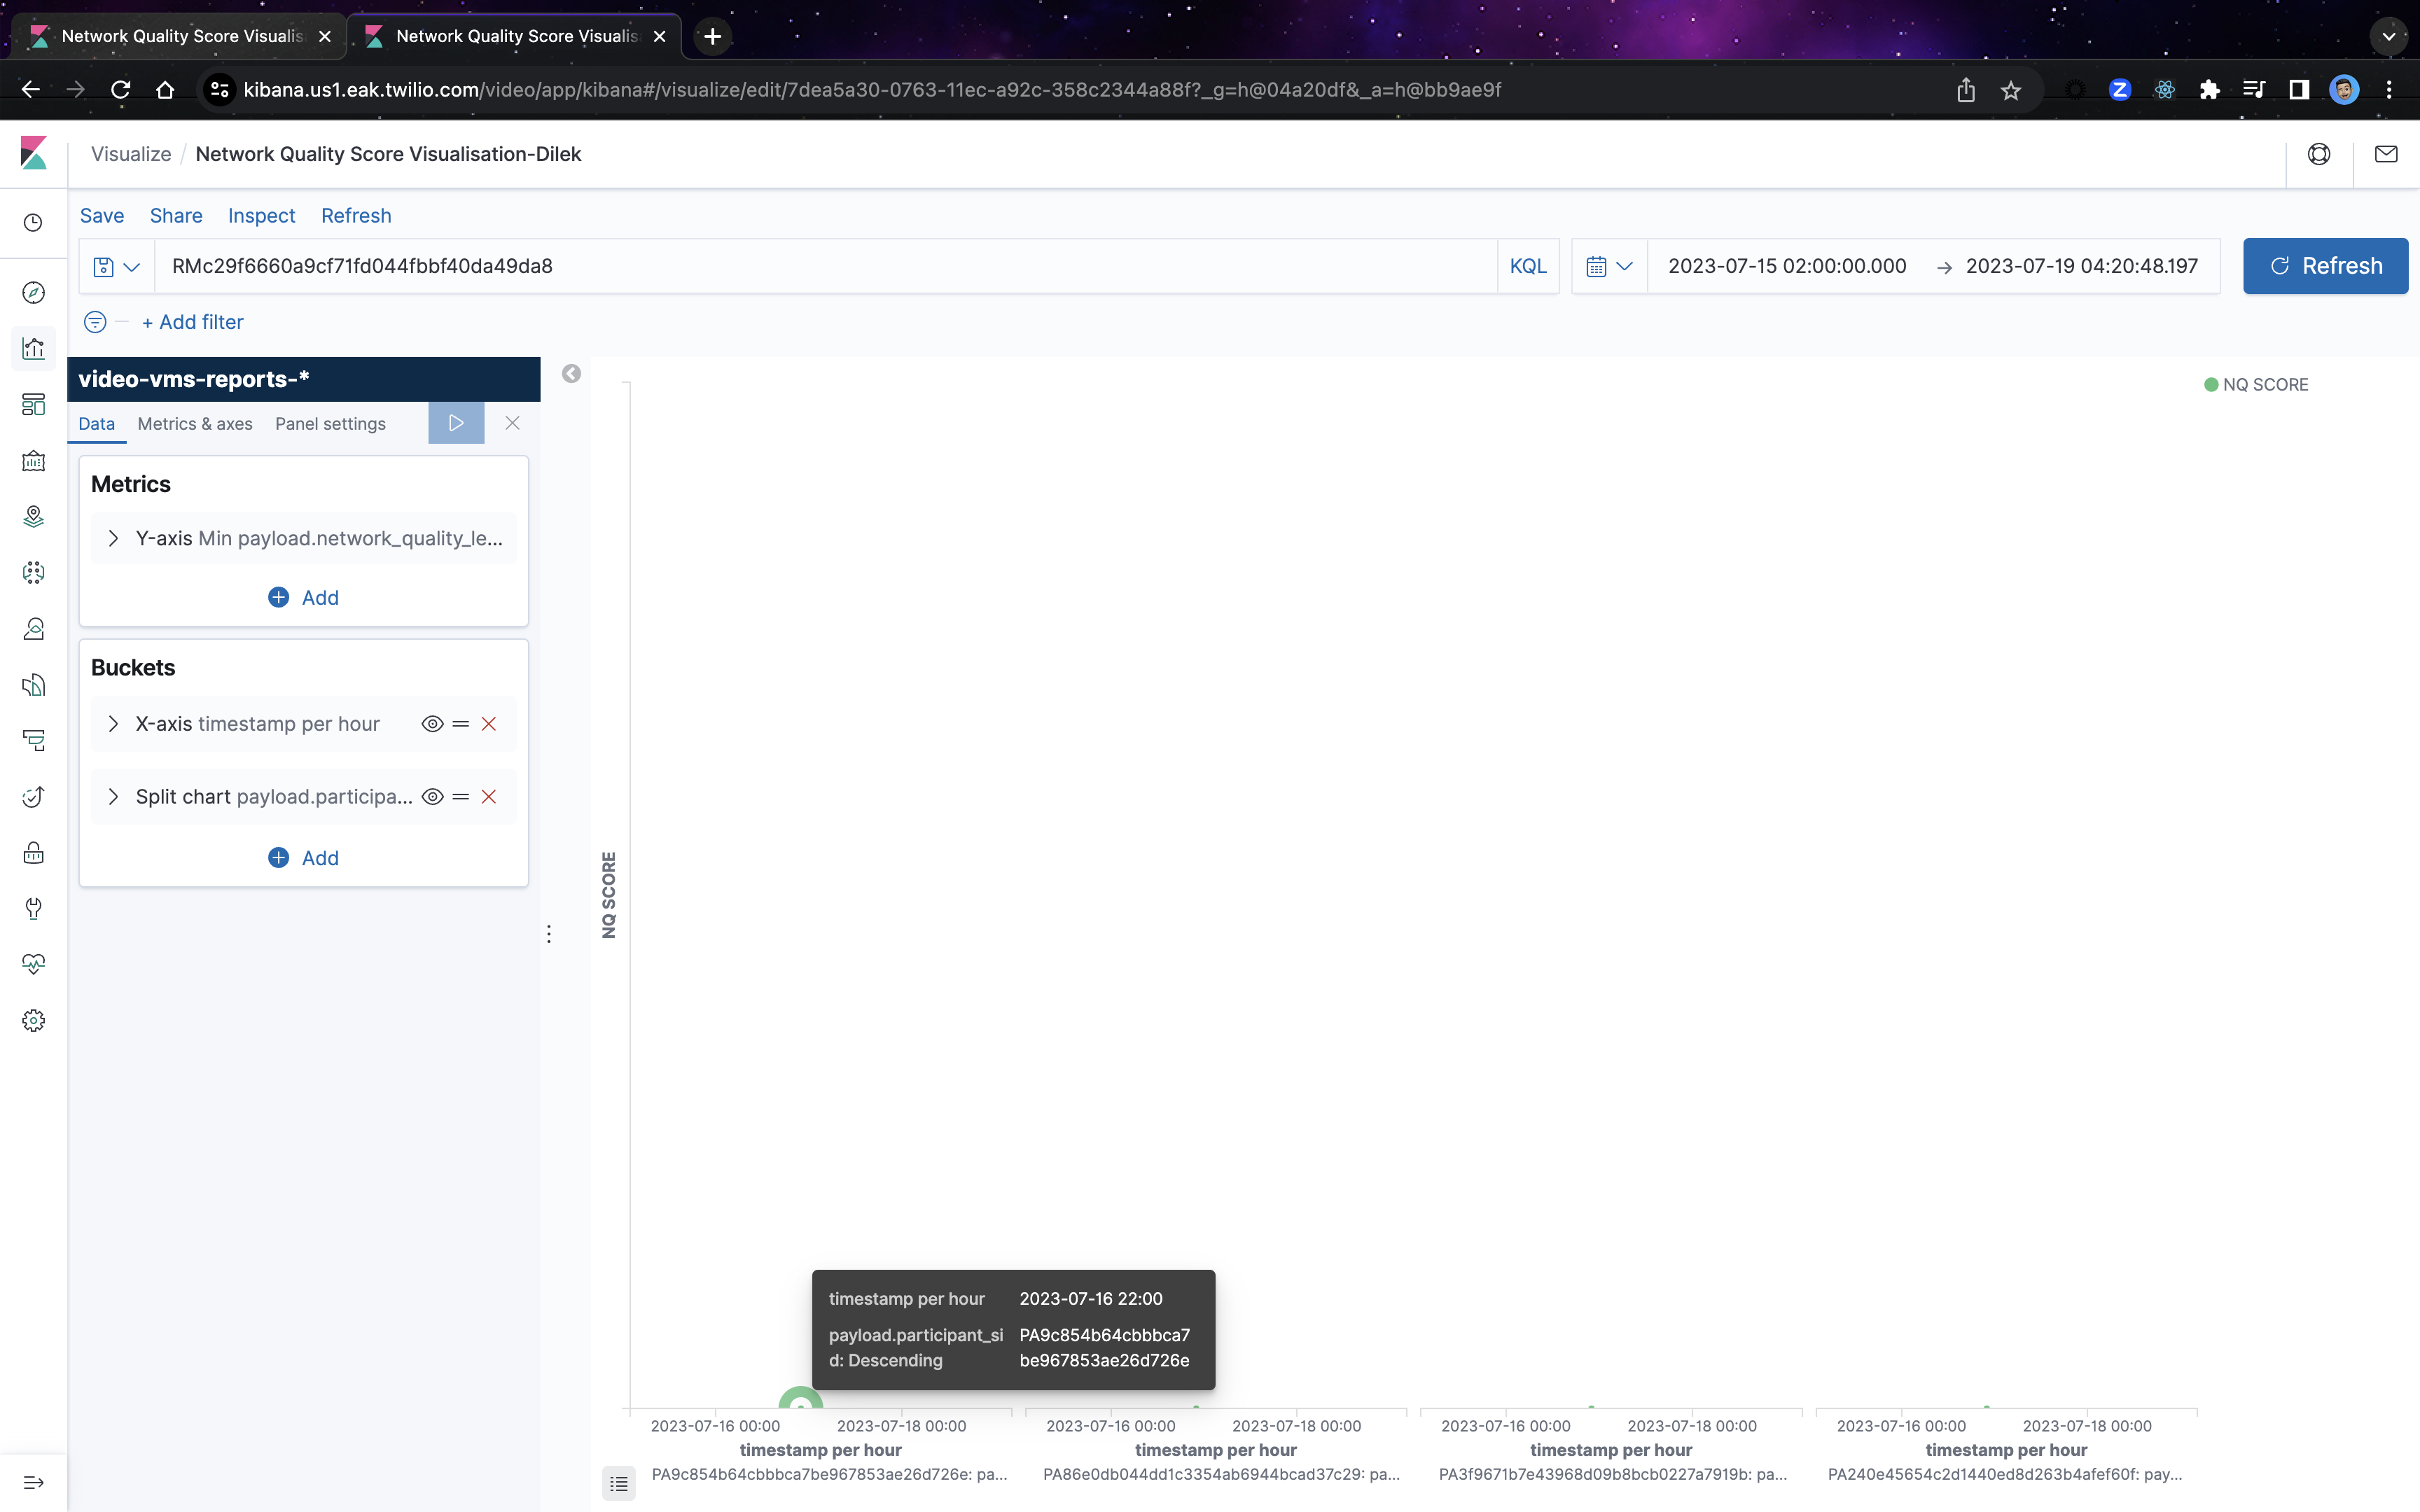 Network Quality Score Visualis
Network Quality Score Visualis
kibana.us1.eak.twilio.com/video/app/kibana#/visualize/edit/7dea5a30-0763-11ec-a92c-358c2344a88f?_g=h@04a20df&_a=h@bb9ae9f
Visualize / Network Quality Score Visualisation-Dilek
Save Share Inspect Refresh
RMc29f6660a9cf71fd044fbbf40da49da8 KQL 2023-07-15 02:00:00.000 → 2023-07-19 04:20:48.197 Refresh
+ Add filter
video-vms-reports-*
NQ SCORE
Data Metrics & axes Panel settings
Metrics
Y-axis Min payload.network_quality_le...
Add
Buckets
X-axis timestamp per hour
Split chart payload.participa...
Add
NQ SCORE
timestamp per hour 2023-07-16 22:00
payload.participant_si PA9c854b64cbbbca7
d: Descending be967853ae26d726e
2023-07-16 00:00 2023-07-18 00:00 2023-07-16 00:00 2023-07-18 00:00 2023-07-16 00:00 2023-07-18 00:00 2023-07-16 00:00 2023-07-18 00:00
timestamp per hour timestamp per hour timestamp per hour timestamp per hour
PA9c854b64cbbbca7be967853ae26d726e: pa... PA86e0db044dd1c3354ab6944bcad37c29: pa... PA3f9671b7e43968d09b8bcb0227a7919b: pa... PA240e45654c2d1440ed8d263b4afef60f: pay...